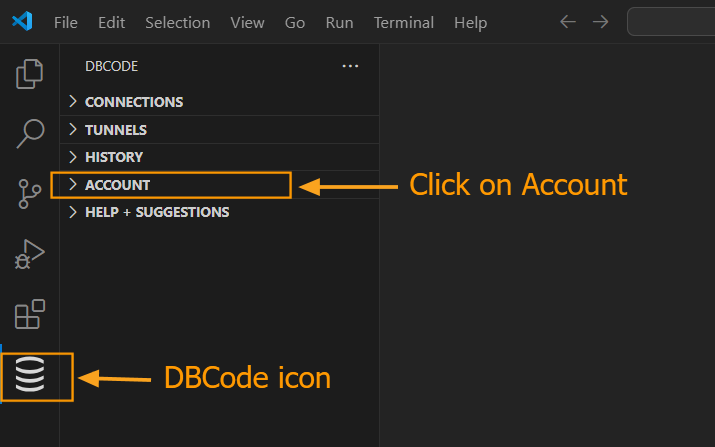 File Edit Selection View Go Run Terminal Help
DBCODE
CONNECTIONS
TUNNELS
HISTORY
ACCOUNT
Click on Account
HELP + SUGGESTIONS
DBCode icon